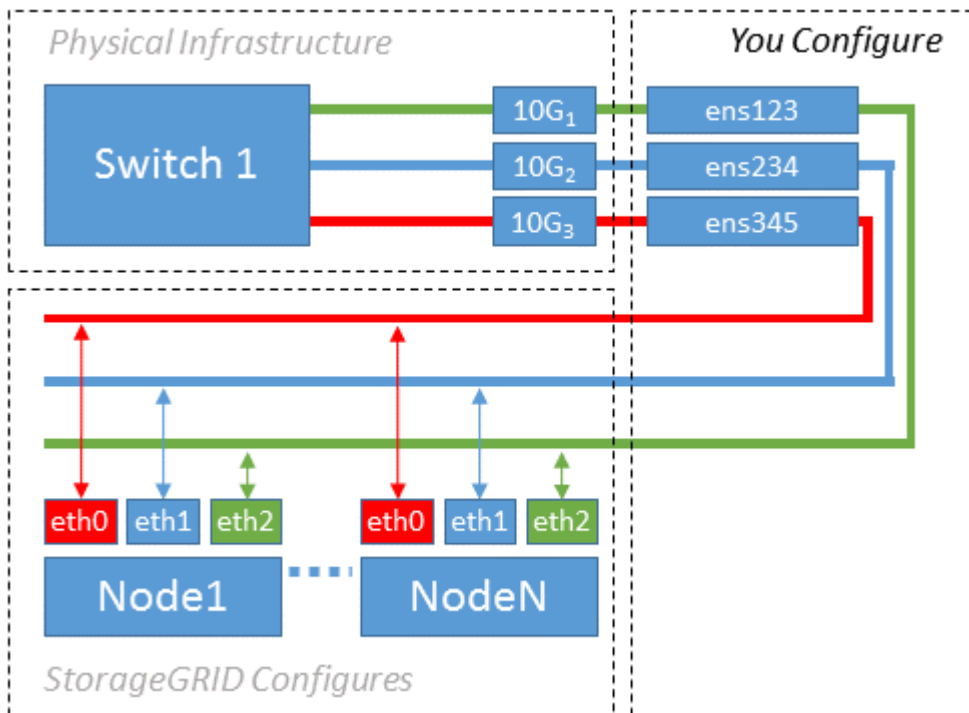 Physical Infrastructure
You Configure
Switch 1
10G₁
ens123
10G₂
ens234
10G₃
ens345
eth0
eth1
eth2
eth0
eth1
eth2
Node1
NodeN
StorageGRID Configures